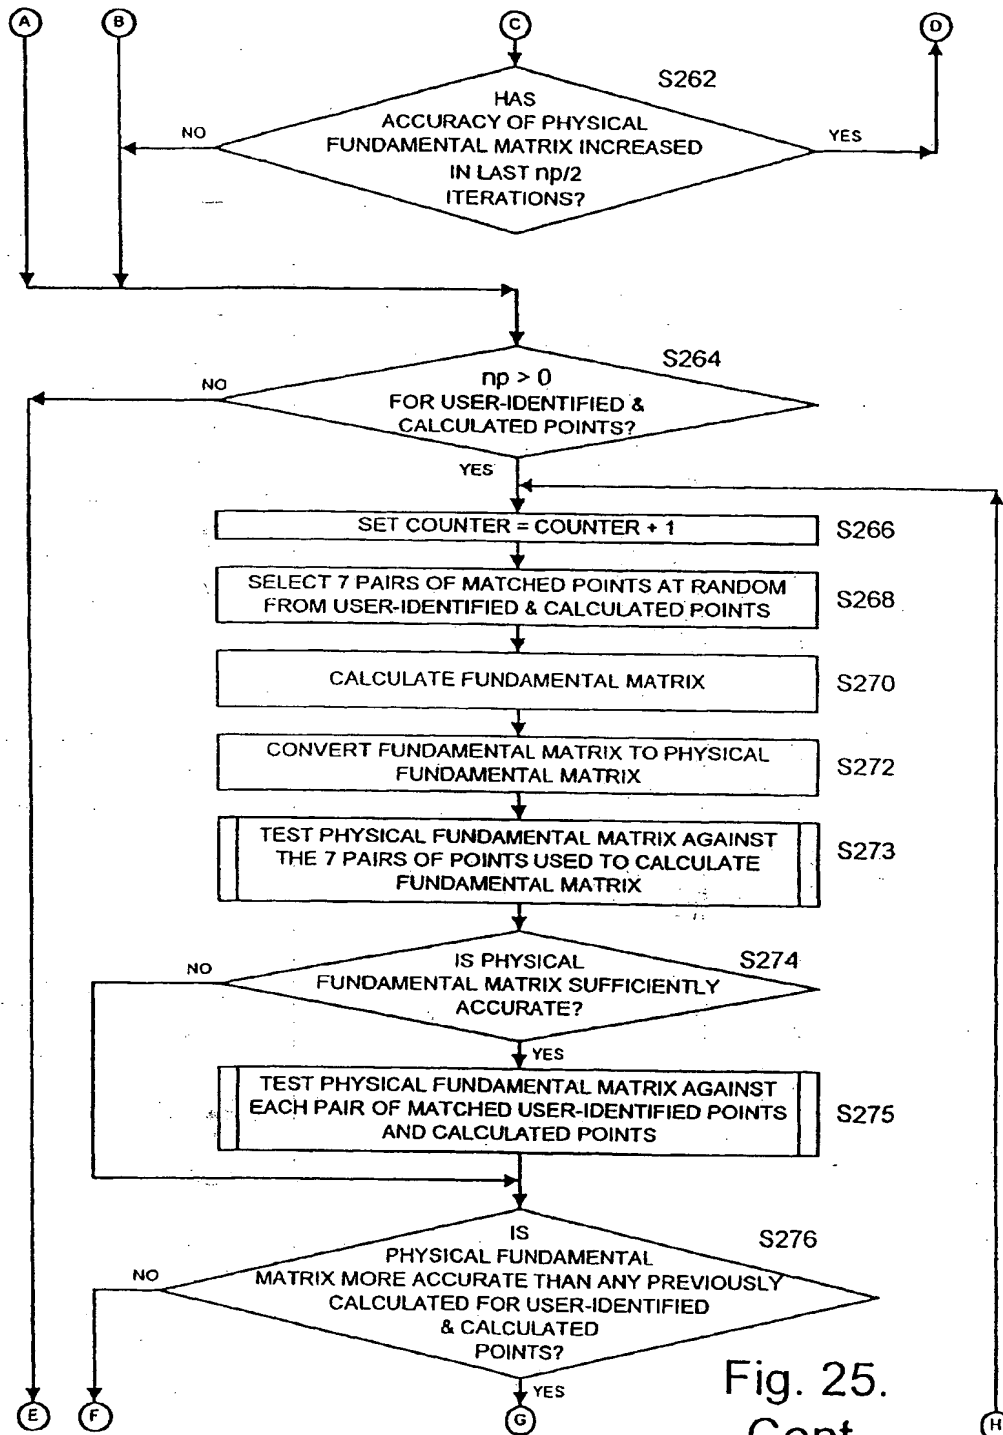 A
B
C
D
S262
HAS
ACCURACY OF PHYSICAL
FUNDAMENTAL MATRIX INCREASED
IN LAST np/2
ITERATIONS?
NO
YES
S264
np > 0
FOR USER-IDENTIFIED &
CALCULATED POINTS?
NO
YES
SET COUNTER = COUNTER + 1
S266
SELECT 7 PAIRS OF MATCHED POINTS AT RANDOM
FROM USER-IDENTIFIED & CALCULATED POINTS
S268
CALCULATE FUNDAMENTAL MATRIX
S270
CONVERT FUNDAMENTAL MATRIX TO PHYSICAL
FUNDAMENTAL MATRIX
S272
TEST PHYSICAL FUNDAMENTAL MATRIX AGAINST
THE 7 PAIRS OF POINTS USED TO CALCULATE
FUNDAMENTAL MATRIX
S273
S274
IS PHYSICAL
FUNDAMENTAL MATRIX SUFFICIENTLY
ACCURATE?
NO
YES
TEST PHYSICAL FUNDAMENTAL MATRIX AGAINST
EACH PAIR OF MATCHED USER-IDENTIFIED POINTS
AND CALCULATED POINTS
S275
S276
IS
PHYSICAL FUNDAMENTAL
MATRIX MORE ACCURATE THAN ANY PREVIOUSLY
CALCULATED FOR USER-IDENTIFIED
& CALCULATED
POINTS?
NO
YES
E
F
G
H
Fig. 25.
Cont